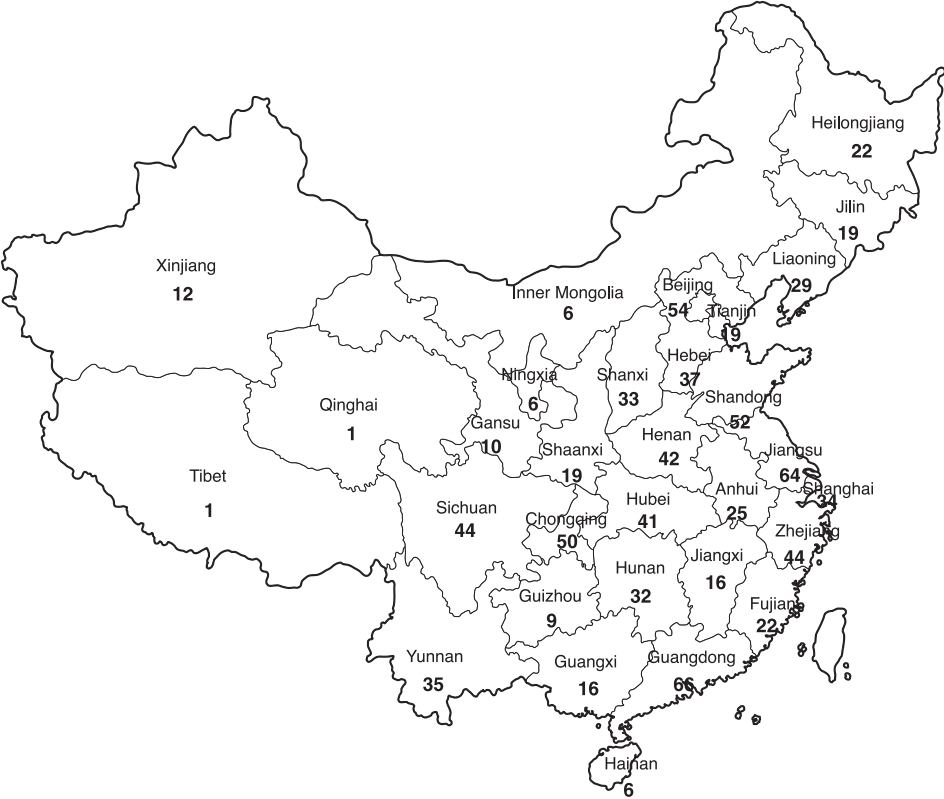 Heilongjiang
22
Jilin
19
Liaoning
29
Xinjiang
12
Inner Mongolia
6
Beijing
54
Tianjin
19
Hebei
37
Ningxia
6
Shanxi
33
Shandong
52
Qinghai
1
Gansu
10
Shaanxi
19
Henan
42
Jiangsu
64
Tibet
1
Sichuan
44
Chongqing
50
Hubei
41
Anhui
25
Shanghai
34
Zhejiang
44
Guizhou
9
Hunan
32
Jiangxi
16
Fujian
22
Yunnan
35
Guangxi
16
Guangdong
66
Hainan
6